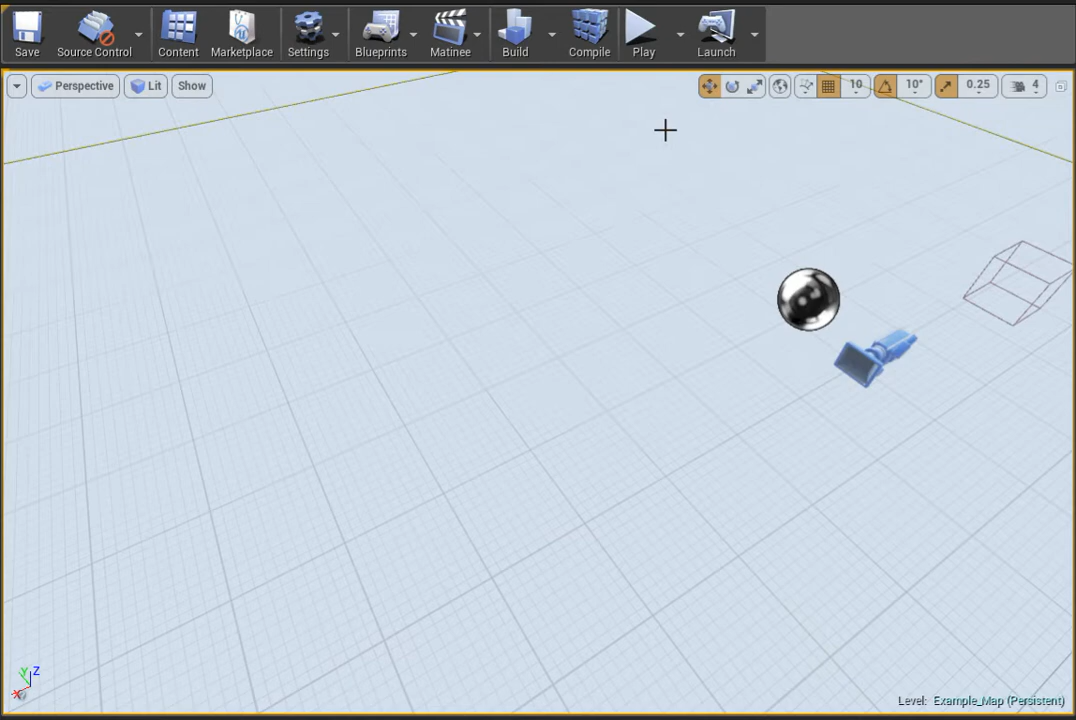 Save Source Control Content Marketplace Settings Blueprints Matinee Build Compile Play Launch
Perspective Lit Show 10 10° 0.25 4
Y Z
X
Level: Example_Map (Persistent)